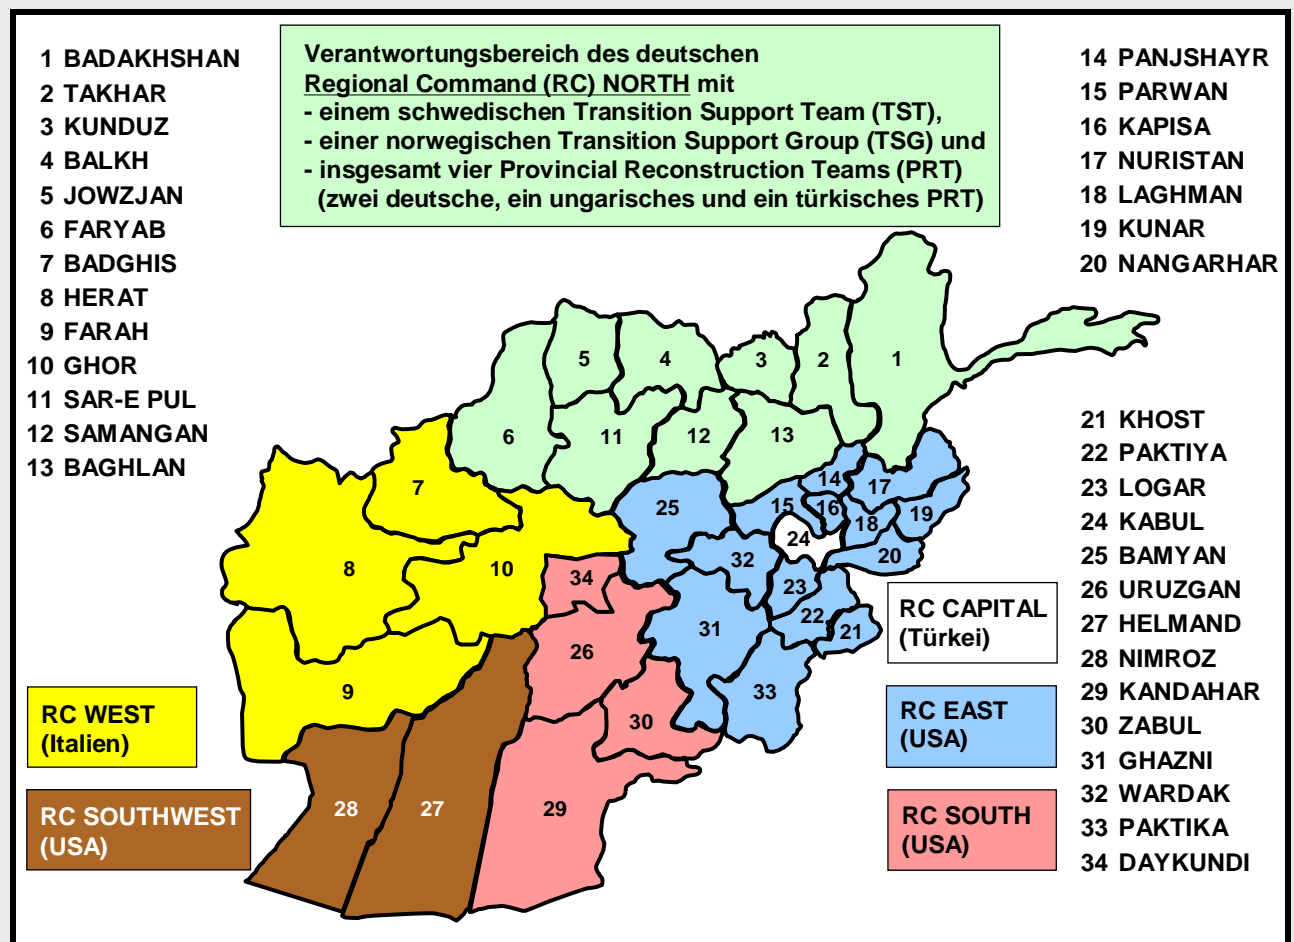 1 BADAKHSHAN
2 TAKHAR
3 KUNDUZ
4 BALKH
5 JOWZJAN
6 FARYAB
7 BADGHIS
8 HERAT
9 FARAH
10 GHOR
11 SAR-E PUL
12 SAMANGAN
13 BAGHLAN
Verantwortungsbereich des deutschen
Regional Command (RC) NORTH mit
- einem schwedischen Transition Support Team (TST),
- einer norwegischen Transition Support Group (TSG) und
- insgesamt vier Provincial Reconstruction Teams (PRT)
(zwei deutsche, ein ungarisches und ein türkisches PRT)
14 PANJSHAYR
15 PARWAN
16 KAPISA
17 NURISTAN
18 LAGHMAN
19 KUNAR
20 NANGARHAR
21 KHOST
22 PAKTIYA
23 LOGAR
24 KABUL
25 BAMYAN
26 URUZGAN
27 HELMAND
28 NIMROZ
29 KANDAHAR
30 ZABUL
31 GHAZNI
32 WARDAK
33 PAKTIKA
34 DAYKUNDI
5
4
3
2
1
6
11
12
13
7
25
14
17
15
16
18
19
24
20
8
10
34
32
23
22
21
31
26
9
33
30
28
27
29
RC WEST
(Italien)
RC SOUTHWEST
(USA)
RC CAPITAL
(Türkei)
RC EAST
(USA)
RC SOUTH
(USA)